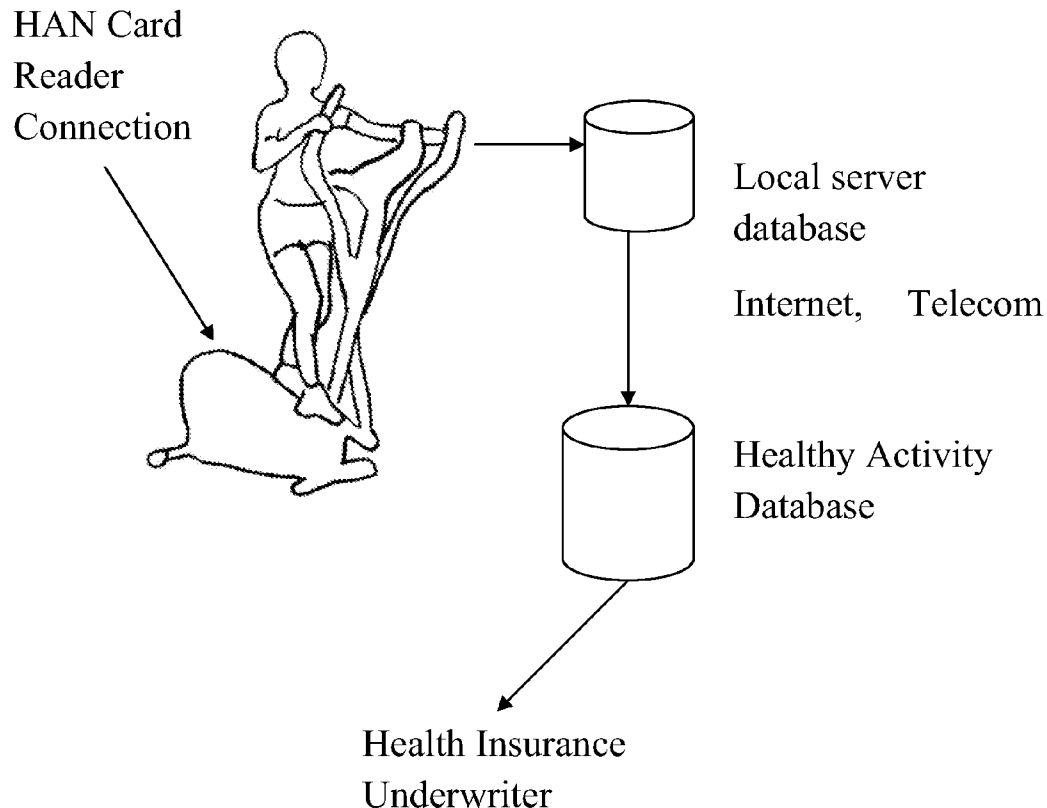 HAN Card
Reader
Connection
Local server
database
Internet, Telecom
Healthy Activity
Database
Health Insurance
Underwriter